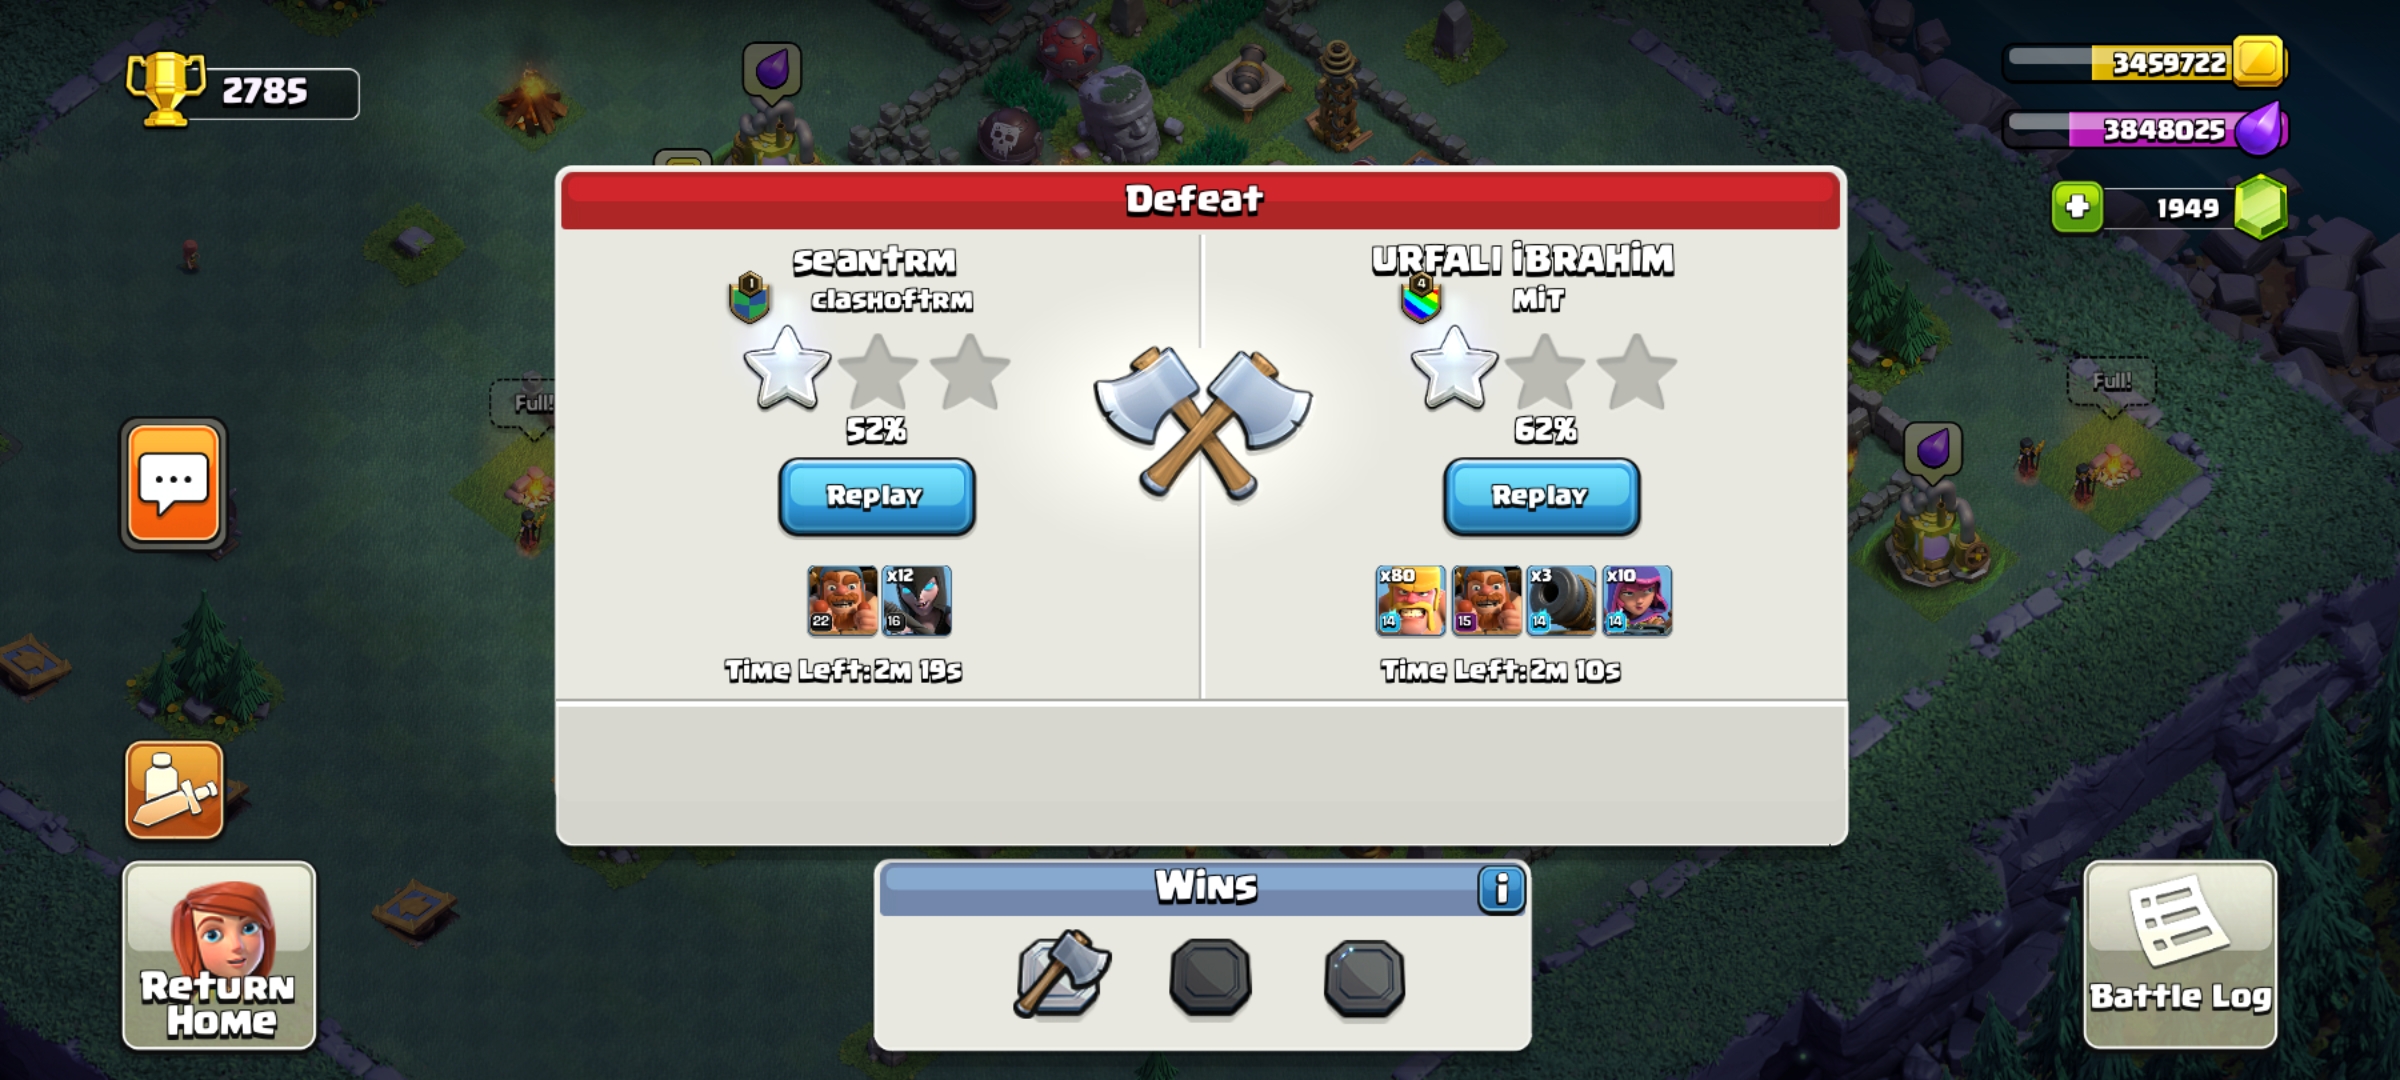 2785
3459722
3848025
1949
Defeat
seantrm
clashoftrm
1
52%
Replay
x12
22
16
Time Left:2m 19s
URFALI İBRAHİM
MİT
4
62%
Replay
x80
x3
x10
14
15
14
14
Time Left:2m 10s
Full!
Full!
Wins
i
Return
Home
Battle Log